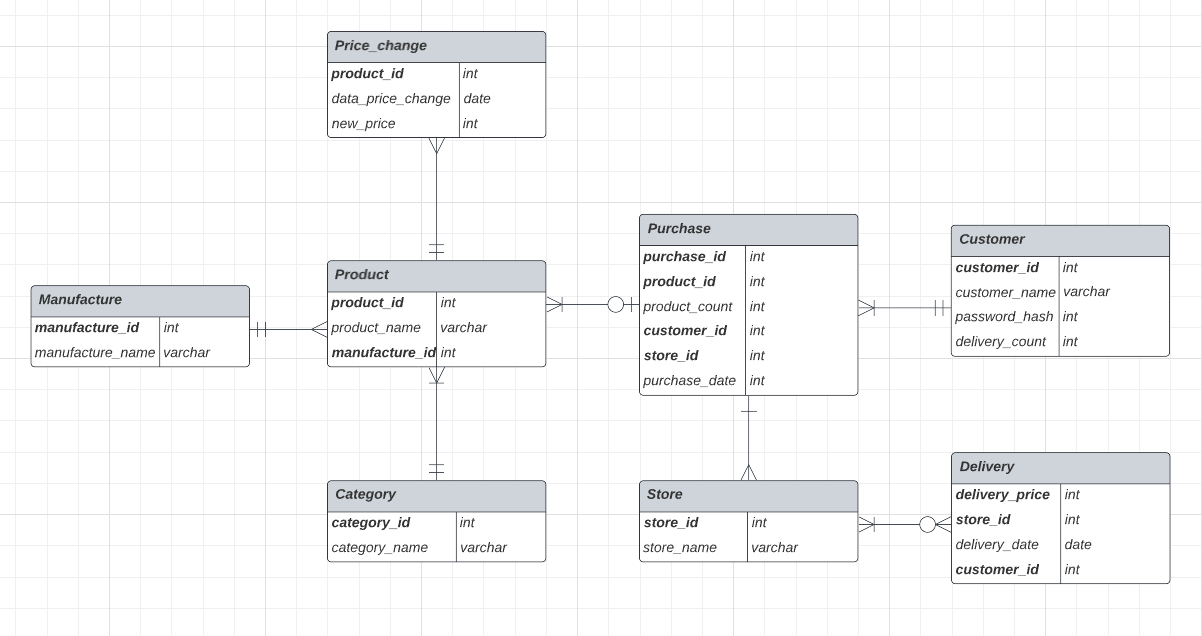 Price_change
product_id int
data_price_change date
new_price int
Purchase
purchase_id int
product_id int
product_count int
customer_id int
store_id int
purchase_date int
Customer
customer_id int
customer_name varchar
password_hash int
delivery_count int
Product
product_id int
product_name varchar
manufacture_id int
Manufacture
manufacture_id int
manufacture_name varchar
Category
category_id int
category_name varchar
Store
store_id int
store_name varchar
Delivery
delivery_price int
store_id int
delivery_date date
customer_id int